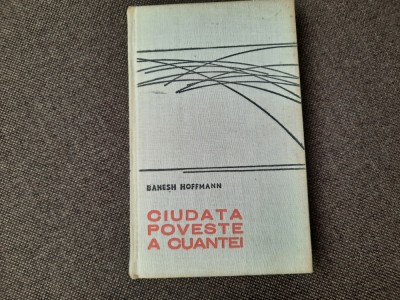 BANESH HOFFMANN
CIUDATA
POVESTE
A CUANTEI